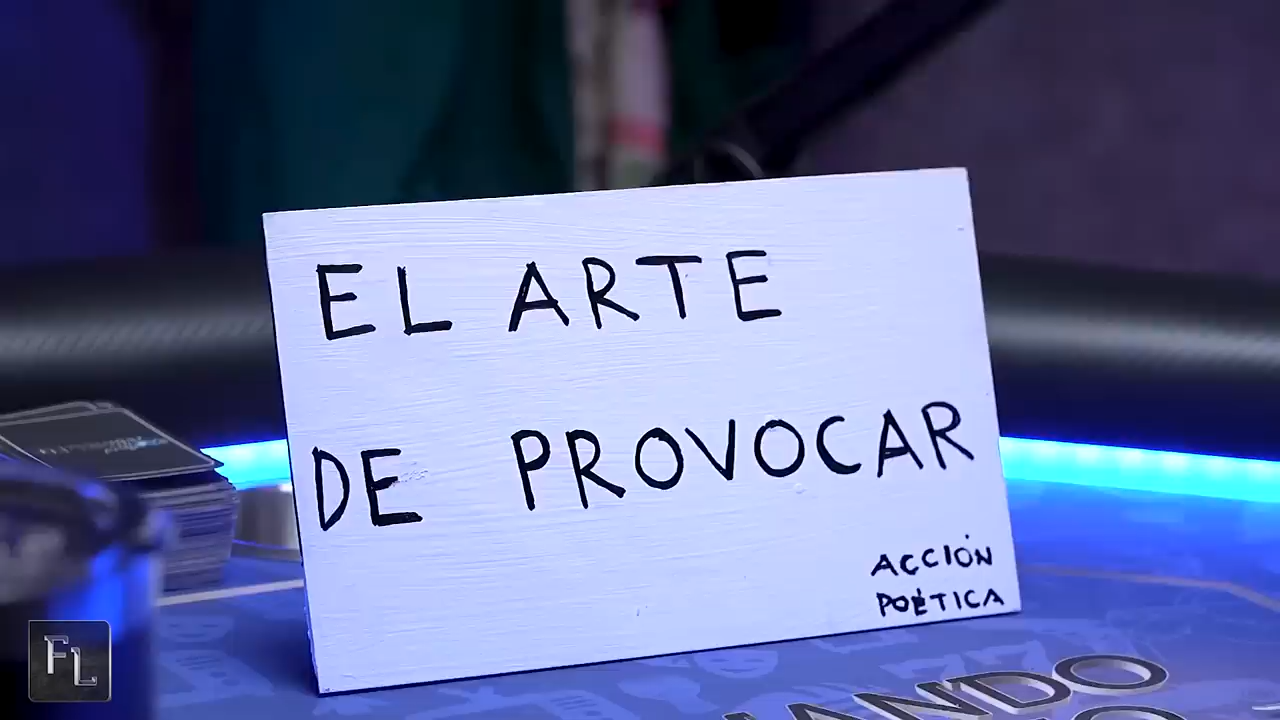 EL ARTE
DE PROVOCAR
ACCIÓN
POÉTICA
FL